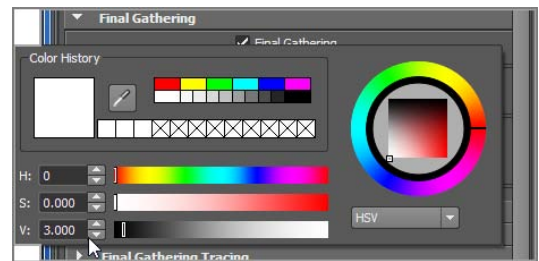 Final Gathering
Final Gathering
Color History
H: 0
S: 0.000
V: 3.000
HSV
Final Gathering Tracing